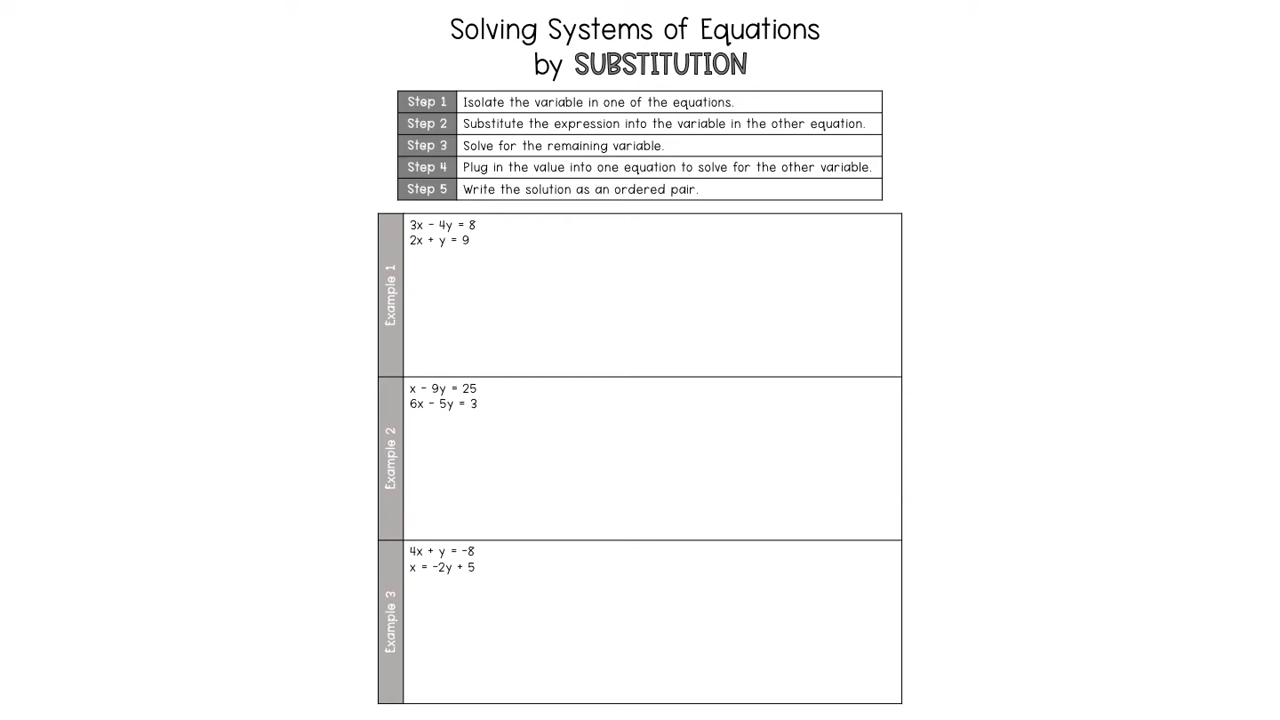 Solving Systems of Equations
by SUBSTITUTION
Step 1 Isolate the variable in one of the equations.
Step 2 Substitute the expression into the variable in the other equation.
Step 3 Solve for the remaining variable.
Step 4 Plug in the value into one equation to solve for the other variable.
Step 5 Write the solution as an ordered pair.
Example 1
3x - 4y = 8
2x + y = 9
Example 2
x - 9y = 25
6x - 5y = 3
Example 3
4x + y = -8
x = -2y + 5